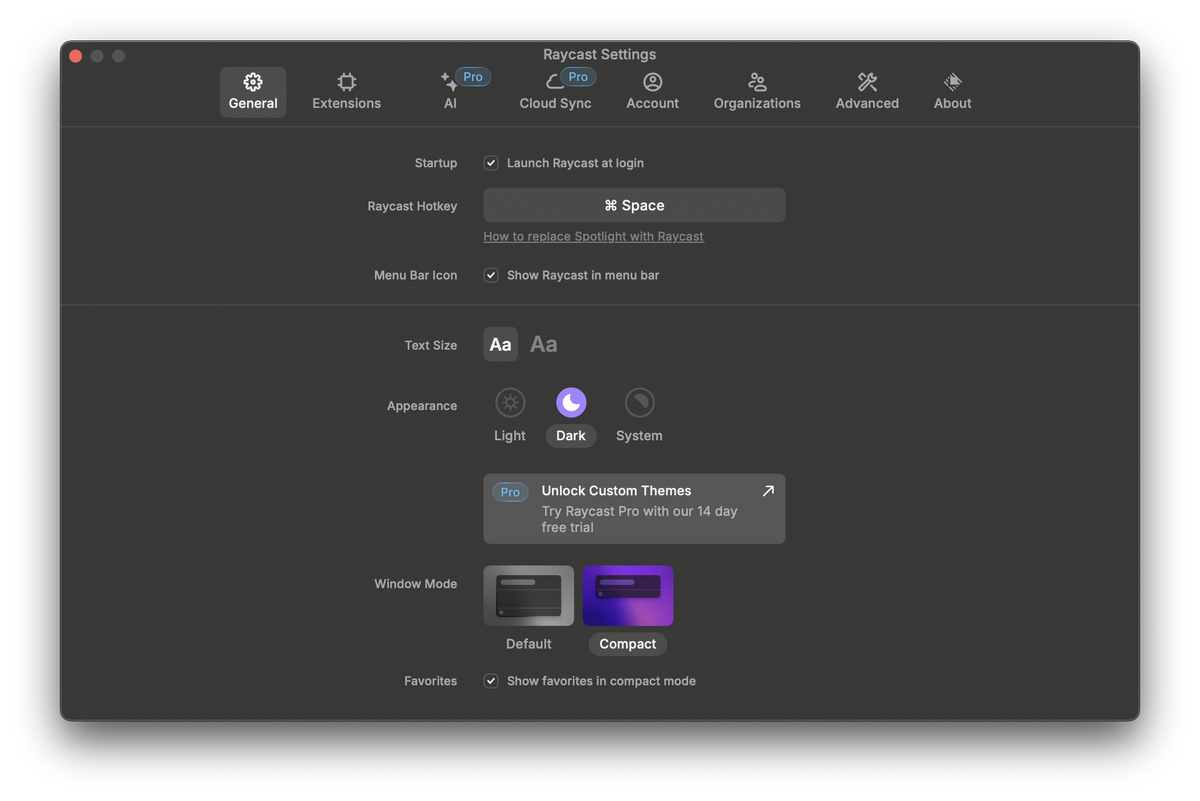 Raycast Settings
General
Extensions
Pro
AI
Pro
Cloud Sync
Account
Organizations
Advanced
About
Startup
Launch Raycast at login
Raycast Hotkey
⌘ Space
How to replace Spotlight with Raycast
Menu Bar Icon
Show Raycast in menu bar
Text Size
Aa Aa
Appearance
Light Dark System
Pro
Unlock Custom Themes
Try Raycast Pro with our 14 day
free trial
Window Mode
Default Compact
Favorites
Show favorites in compact mode